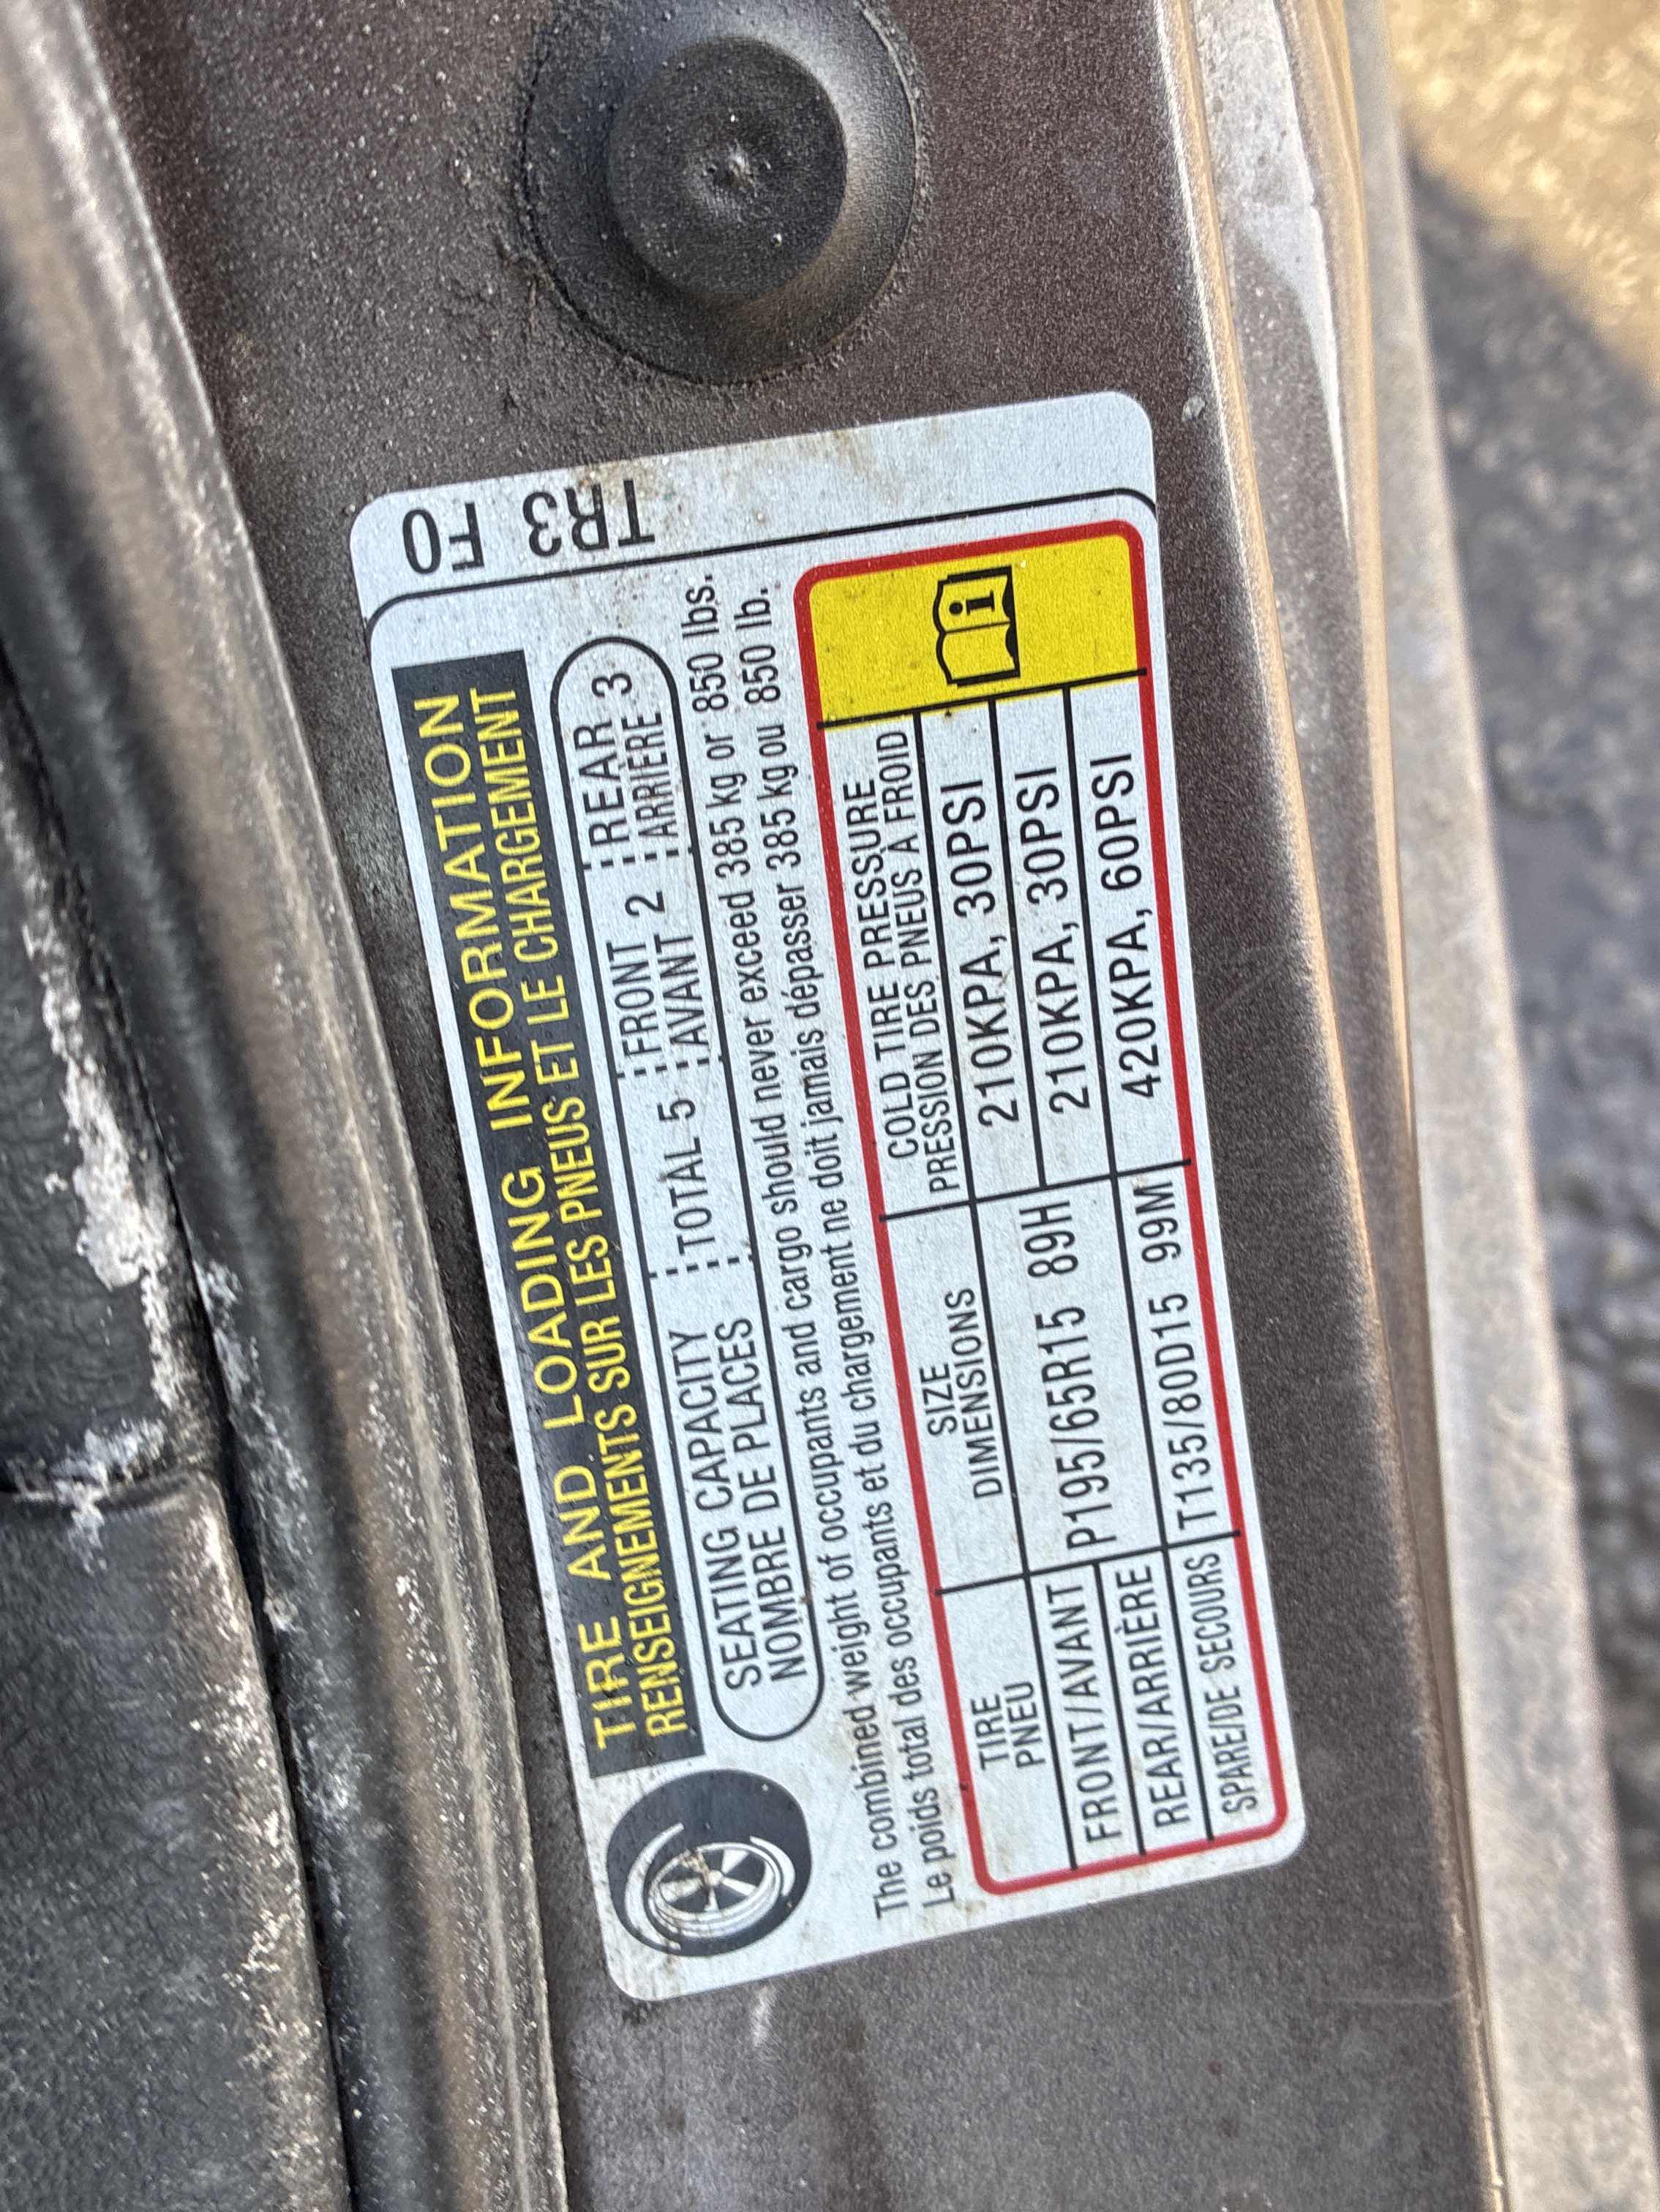 TIRE AND LOADING INFORMATION
RENSEIGNEMENTS SUR LES PNEUS ET LE CHARGEMENT
SEATING CAPACITY TOTAL 5 FRONT 2 REAR 3
NOMBRE DE PLACES AVANT ARRIÈRE
The combined weight of occupants and cargo should never exceed 385 kg or 850 lbs.
Le poids total des occupants et du chargement ne doit jamais dépasser 385 kg ou 850 lb.
TIRE SIZE COLD TIRE PRESSURE
PNEU DIMENSIONS PRESSION DES PNEUS À FROID
FRONT/AVANT P195/65R15 89H 210KPA, 30PSI
REAR/ARRIÈRE 210KPA, 30PSI
SPARE/DE SECOURS T135/80D15 99M 420KPA, 60PSI
i
TR3
F0